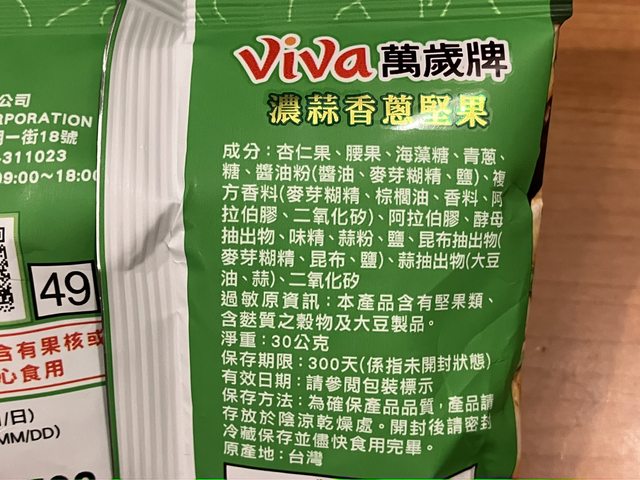 viva 萬歲牌
濃蒜香蔥堅果
成分：杏仁果、腰果、海藻糖、青蔥、
糖、醬油粉(醬油、麥芽糊精、鹽)、複
方香料(麥芽糊精、棕櫚油、香料、阿
拉伯膠、二氧化矽)、阿拉伯膠、酵母
抽出物、味精、蒜粉、鹽、昆布抽出物(
麥芽糊精、昆布、鹽)、蒜抽出物(大豆
油、蒜)、二氧化矽
過敏原資訊：本產品含有堅果類、
含麩質之穀物及大豆製品。
淨重：30公克
保存期限：300天(係指未開封狀態)
有效日期：請參閱包裝標示
保存方法：為確保產品品質，產品請
存放於陰涼乾燥處。開封後請密封
冷藏保存並儘快食用完畢。
原產地：台灣
公司
ORPORATION
一街18號
-311023
09:00~18:00
49
含有果核或
心食用
/日)
MM/DD)